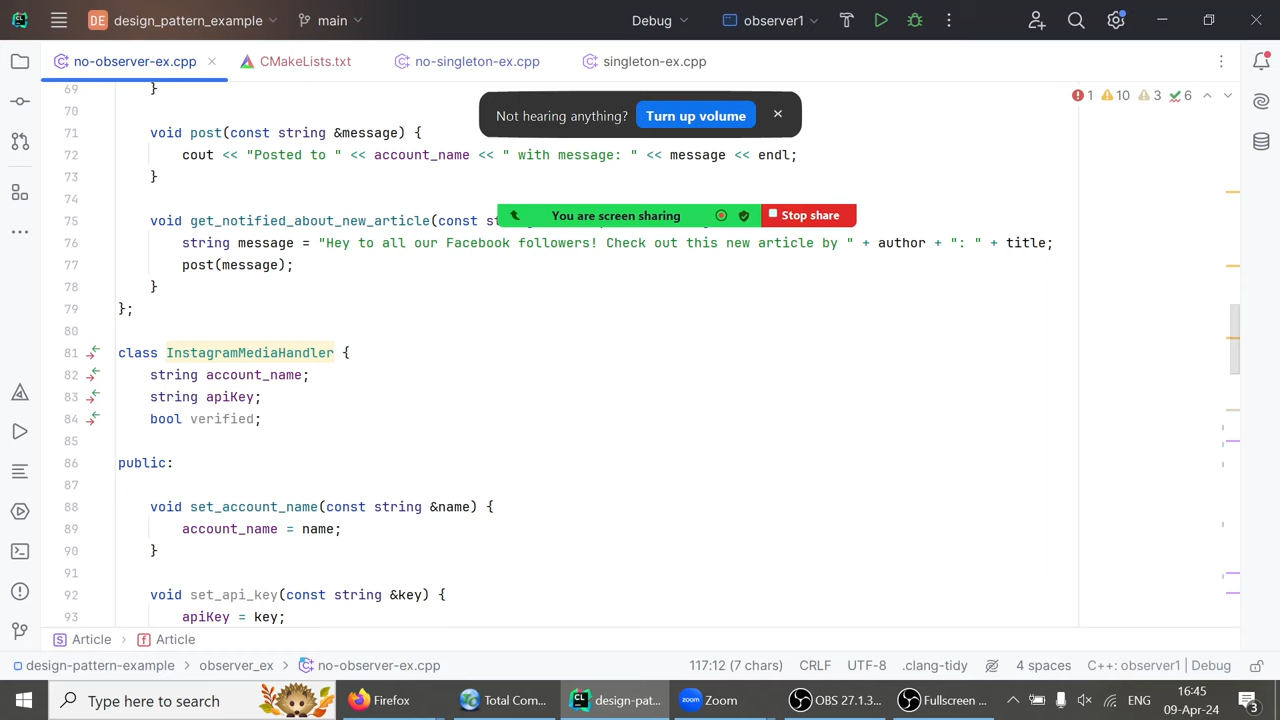 DE design_pattern_example main Debug observer1
no-observer-ex.cpp CMakeLists.txt no-singleton-ex.cpp singleton-ex.cpp
1 10 3 6
Not hearing anything? Turn up volume
You are screen sharing Stop share
69 }
70
71 void post(const string &message) {
72 cout << "Posted to " << account_name << " with message: " << message << endl;
73 }
74
75 void get_notified_about_new_article(const
76 string message = "Hey to all our Facebook followers! Check out this new article by " + author + ": " + title;
77 post(message);
78 }
79 };
80
81 class InstagramMediaHandler {
82 string account_name;
83 string apiKey;
84 bool verified;
85
86 public:
87
88 void set_account_name(const string &name) {
89 account_name = name;
90 }
91
92 void set_api_key(const string &key) {
93 apiKey = key;
S Article f Article
design-pattern-example observer_ex no-observer-ex.cpp 117:12 (7 chars) CRLF UTF-8 .clang-tidy 4 spaces C++: observer1 | Debug
Type here to search Firefox Total Com... CL design-pat... zoom Zoom OBS 27.1.3... Fullscreen ... ENG 16:45
09-Apr-24 3